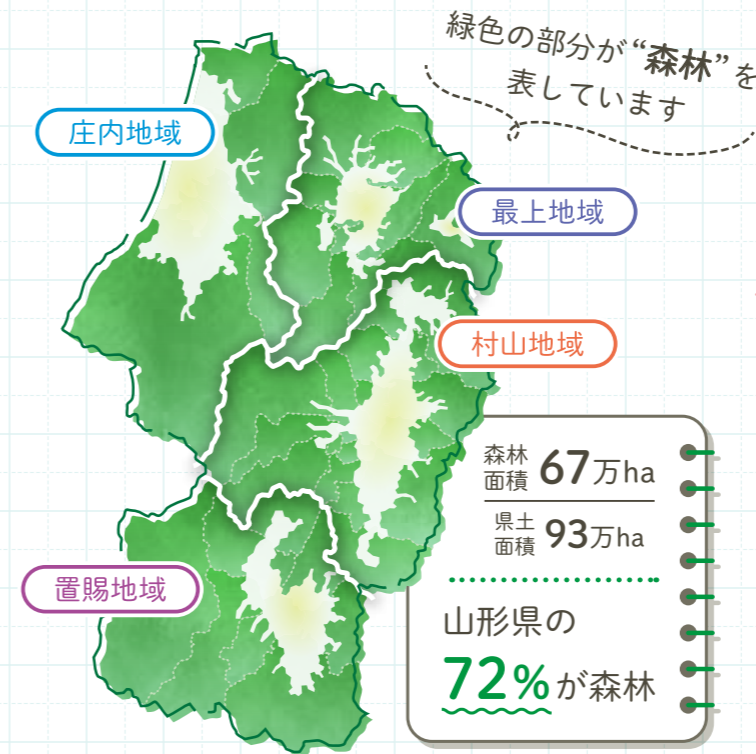 緑色の部分が“森林”を
表しています
庄内地域
最上地域
村山地域
置賜地域
森林
面積 67万ha
県土
面積 93万ha
山形県の
72%が森林